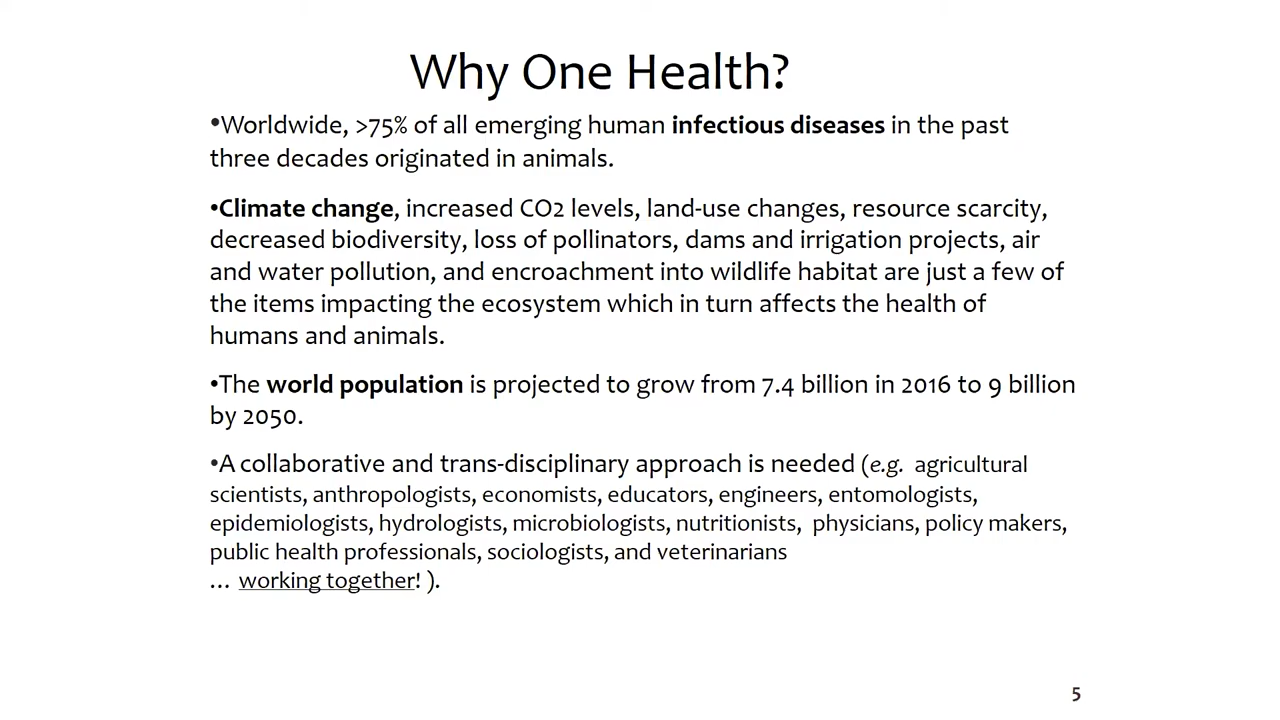 Why One Health?
•Worldwide, >75% of all emerging human infectious diseases in the past
three decades originated in animals.
•Climate change, increased CO2 levels, land-use changes, resource scarcity,
decreased biodiversity, loss of pollinators, dams and irrigation projects, air
and water pollution, and encroachment into wildlife habitat are just a few of
the items impacting the ecosystem which in turn affects the health of
humans and animals.
•The world population is projected to grow from 7.4 billion in 2016 to 9 billion
by 2050.
•A collaborative and trans-disciplinary approach is needed (e.g. agricultural
scientists, anthropologists, economists, educators, engineers, entomologists,
epidemiologists, hydrologists, microbiologists, nutritionists, physicians, policy makers,
public health professionals, sociologists, and veterinarians
… working together! ).
5